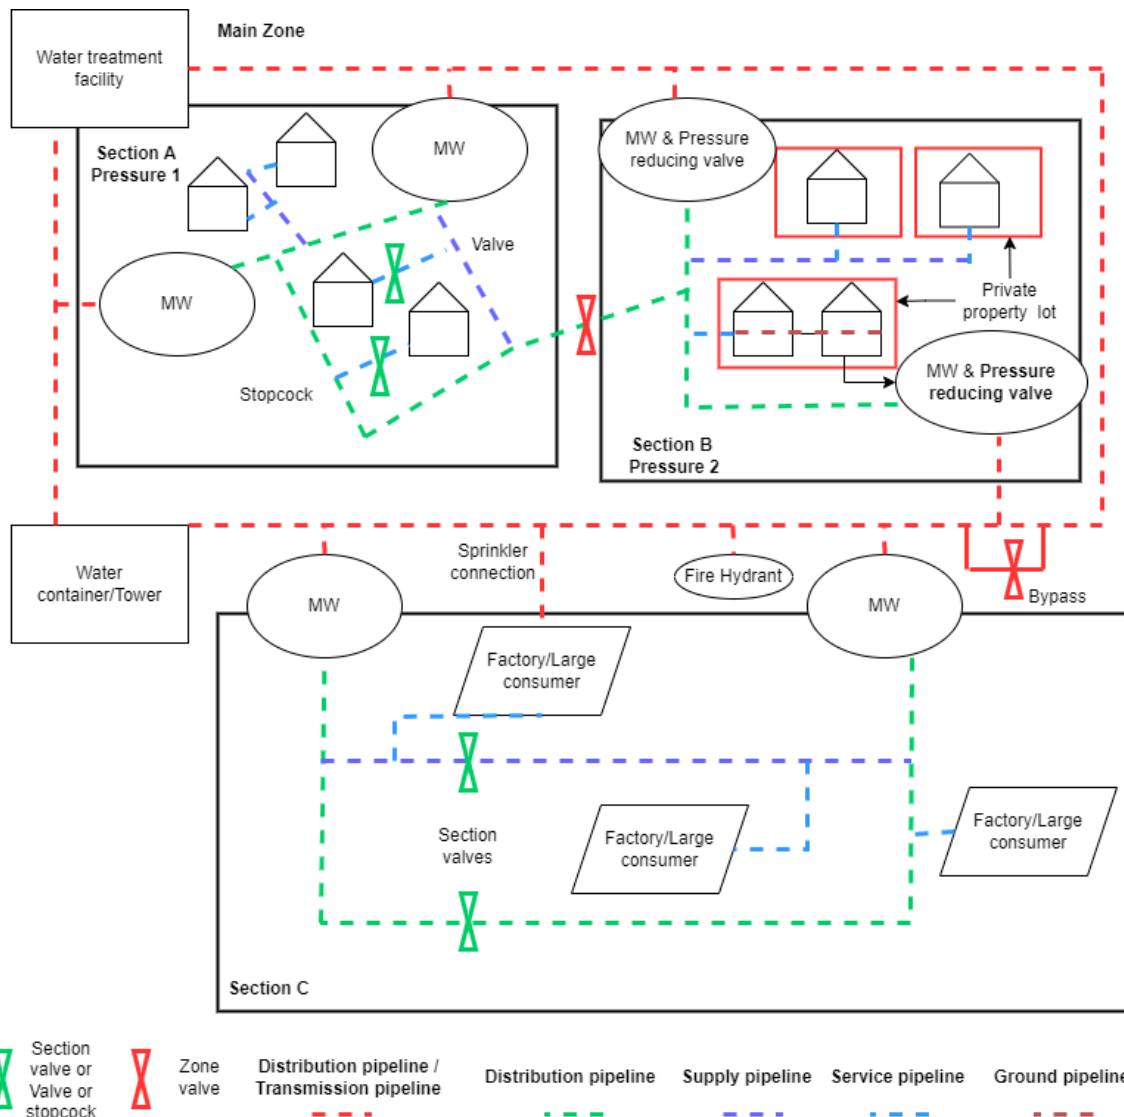 Main Zone
Water treatment
facility
Section A
Pressure 1
MW
MW & Pressure
reducing valve
Valve
MW
Private
property lot
Stopcock
MW & Pressure
reducing valve
Section B
Pressure 2
Water
container/Tower
Sprinkler
connection
MW
Fire Hydrant
MW
Bypass
Factory/Large
consumer
Section
valves
Factory/Large
consumer
Factory/Large
consumer
Section C
Section
valve or
Valve or
stopcock
Zone
valve
Distribution pipeline /
Transmission pipeline
Distribution pipeline
Supply pipeline
Service pipeline
Ground pipeline